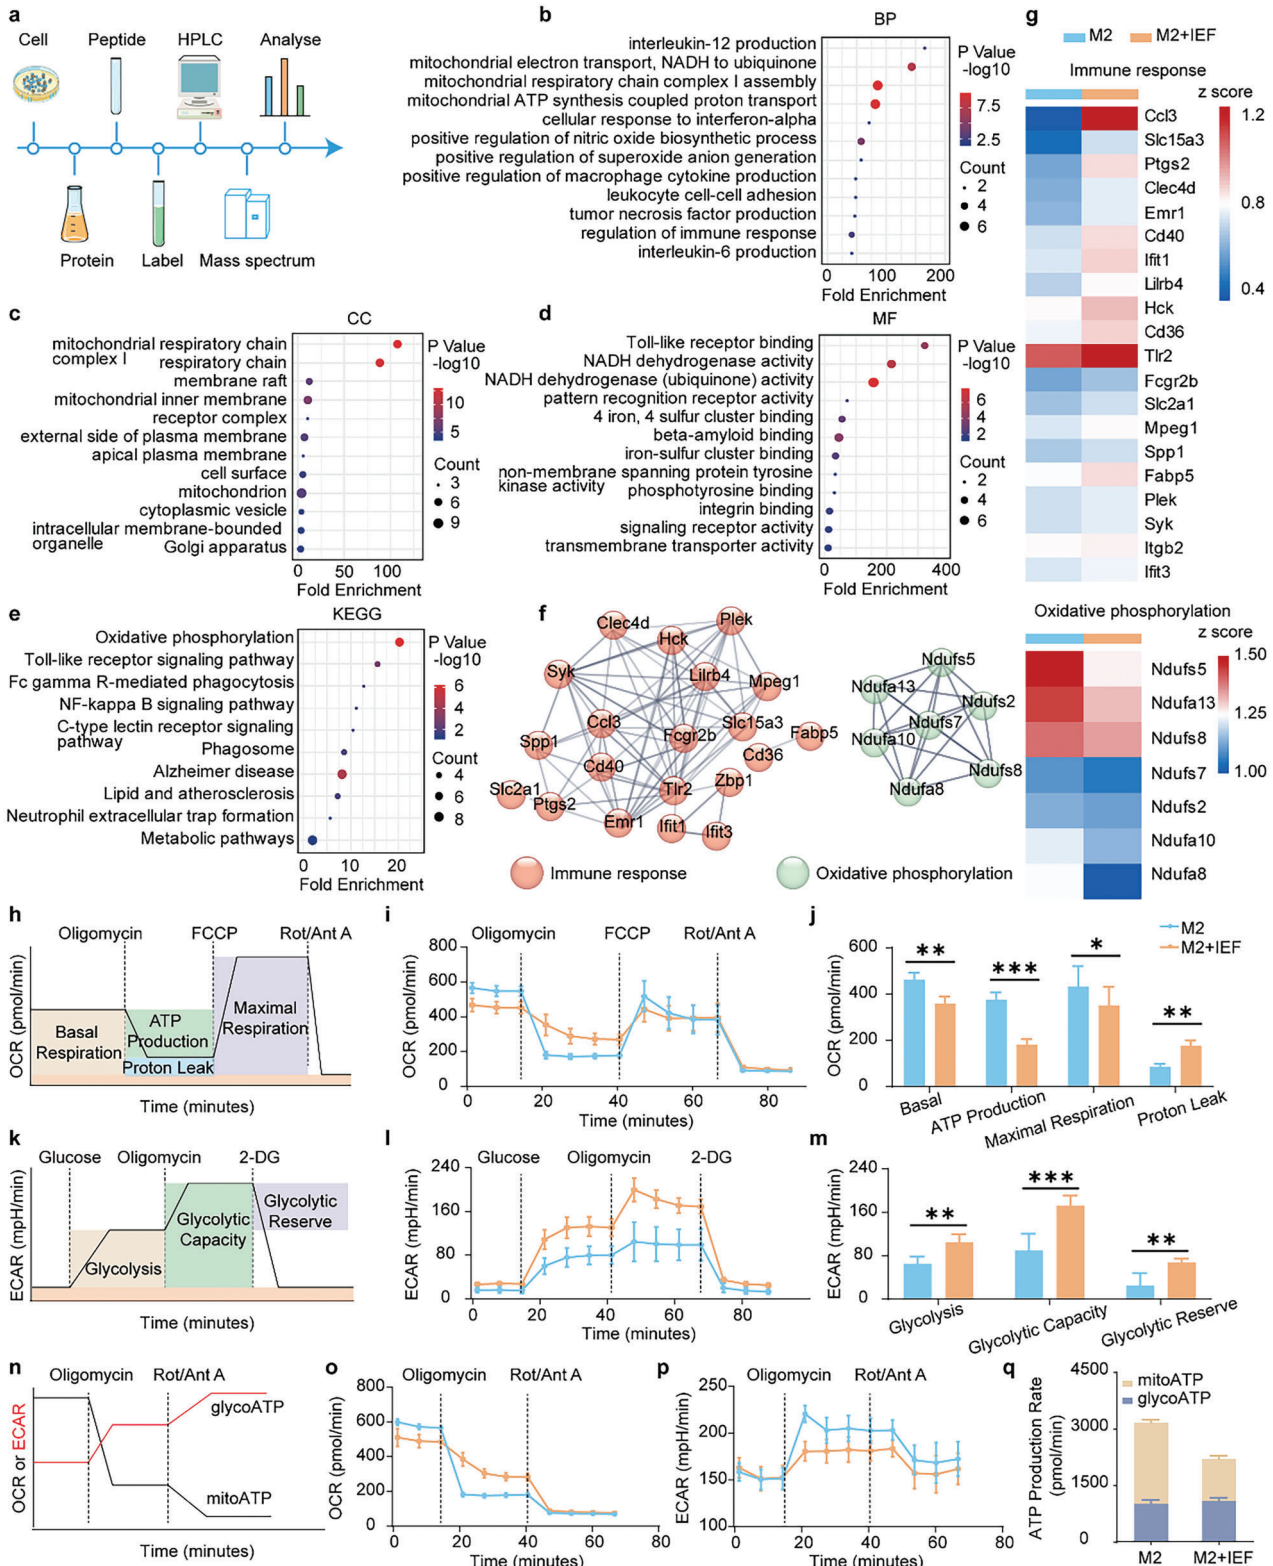 a
Cell
Peptide
HPLC
Analyse
Protein
Label
Mass spectrum
b
BP
interleukin-12 production
mitochondrial electron transport, NADH to ubiquinone
mitochondrial respiratory chain complex I assembly
mitochondrial ATP synthesis coupled proton transport
cellular response to interferon-alpha
positive regulation of nitric oxide biosynthetic process
positive regulation of superoxide anion generation
positive regulation of macrophage cytokine production
leukocyte cell-cell adhesion
tumor necrosis factor production
regulation of immune response
interleukin-6 production
0 100 200
Fold Enrichment
P Value
-log10
7.5
5.0
2.5
Count
2
4
6
c
CC
mitochondrial respiratory chain
complex I
respiratory chain
membrane raft
mitochondrial inner membrane
receptor complex
external side of plasma membrane
apical plasma membrane
cell surface
mitochondrion
cytoplasmic vesicle
intracellular membrane-bounded
organelle
Golgi apparatus
0 50 100
Fold Enrichment
P Value
-log10
10
5
Count
3
6
9
d
MF
Toll-like receptor binding
NADH dehydrogenase activity
NADH dehydrogenase (ubiquinone) activity
pattern recognition receptor activity
4 iron, 4 sulfur cluster binding
beta-amyloid binding
iron-sulfur cluster binding
non-membrane spanning protein tyrosine
kinase activity
phosphotyrosine binding
integrin binding
signaling receptor activity
transmembrane transporter activity
0 200 400
Fold Enrichment
P Value
-log10
6
4
2
Count
2
4
6
e
KEGG
Oxidative phosphorylation
Toll-like receptor signaling pathway
Fc gamma R-mediated phagocytosis
NF-kappa B signaling pathway
C-type lectin receptor signaling
pathway
Phagosome
Alzheimer disease
Lipid and atherosclerosis
Neutrophil extracellular trap formation
Metabolic pathways
0 10 20
Fold Enrichment
P Value
-log10
6
4
2
Count
4
6
8
f
Clec4d
Plek
Hck
Syk
Lilrb4
Mpeg1
Ccl3
Slc15a3
Spp1
Fcgr2b
Fabp5
Cd36
Cd40
Zbp1
Slc2a1
Tlr2
Ptgs2
Emr1
Ifit1
Ifit3
Ndufs5
Ndufa13
Ndufs2
Ndufs7
Ndufa10
Ndufs8
Ndufa8
Immune response
Oxidative phosphorylation
g
M2
M2+IEF
Immune response
z score
1.2
0.8
0.4
Ccl3
Slc15a3
Ptgs2
Clec4d
Emr1
Cd40
Ifit1
Lilrb4
Hck
Cd36
Tlr2
Fcgr2b
Slc2a1
Mpeg1
Spp1
Fabp5
Plek
Syk
Itgb2
Ifit3
Oxidative phosphorylation
z score
1.50
1.25
1.00
Ndufs5
Ndufa13
Ndufs8
Ndufs7
Ndufs2
Ndufa10
Ndufa8
h
Oligomycin
FCCP
Rot/Ant A
OCR (pmol/min)
Basal
Respiration
ATP
Production
Proton Leak
Maximal
Respiration
Time (minutes)
i
Oligomycin
FCCP
Rot/Ant A
OCR (pmol/min)
800
600
400
200
0
0 20 40 60 80
Time (minutes)
j
M2
M2+IEF
OCR (pmol/min)
600
400
200
0
**
***
*
**
Basal
ATP Production
Maximal Respiration
Proton Leak
k
Glucose
Oligomycin
2-DG
ECAR (mpH/min)
Glycolysis
Glycolytic
Capacity
Glycolytic
Reserve
Time (minutes)
l
Glucose
Oligomycin
2-DG
ECAR (mpH/min)
240
160
80
0
0 20 40 60 80
Time (minutes)
m
ECAR (mpH/min)
240
160
80
0
**
***
**
Glycolysis
Glycolytic Capacity
Glycolytic Reserve
n
Oligomycin
Rot/Ant A
OCR or ECAR
glycoATP
mitoATP
Time (minutes)
o
Oligomycin
Rot/Ant A
OCR (pmol/min)
800
600
400
200
0
0 20 40 60 80
Time (minutes)
p
Oligomycin
Rot/Ant A
ECAR (mpH/min)
250
200
150
100
0 20 40 60 80
Time (minutes)
q
mitoATP
glycoATP
ATP Production Rate
(pmol/min)
4500
3000
1500
0
M2
M2+IEF